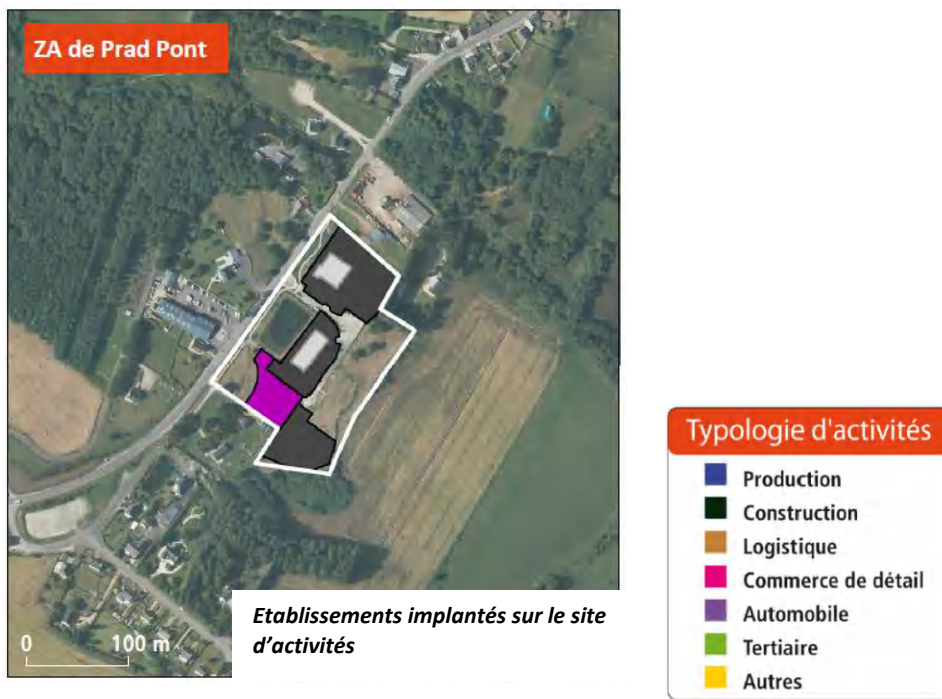 ZA de Prad Pont
0 100 m
Etablissements implantés sur le site
d’activités
Typologie d'activités
Production
Construction
Logistique
Commerce de détail
Automobile
Tertiaire
Autres